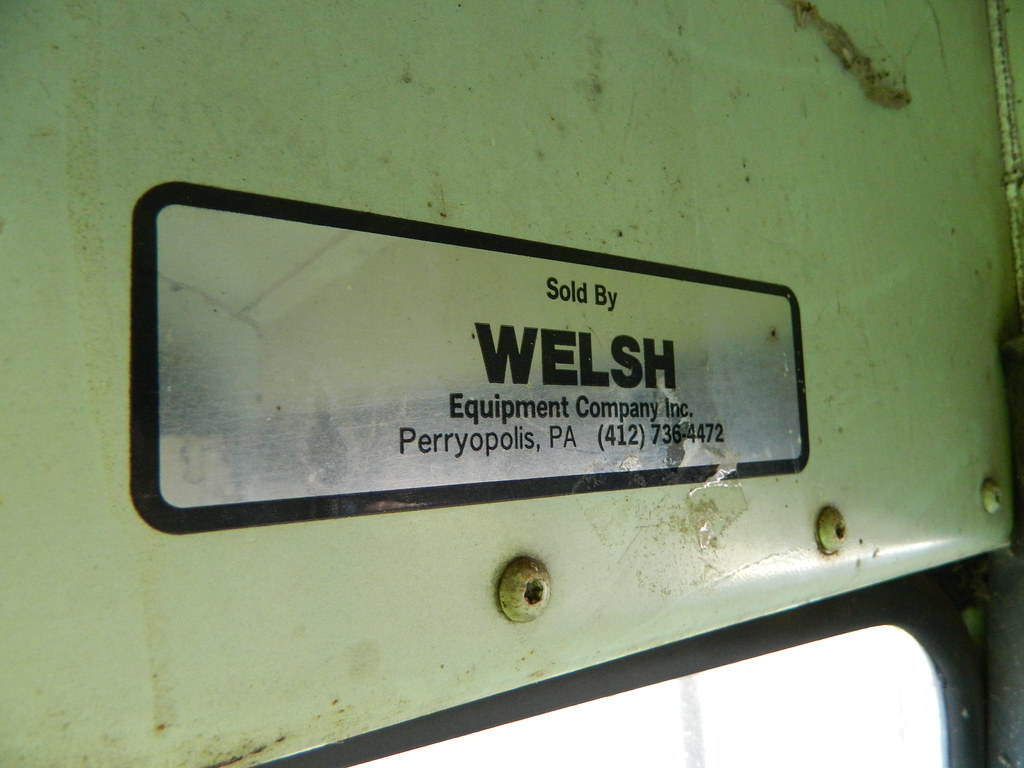 Sold By
WELSH
Equipment Company Inc.
Perryopolis, PA (412) 736-4472